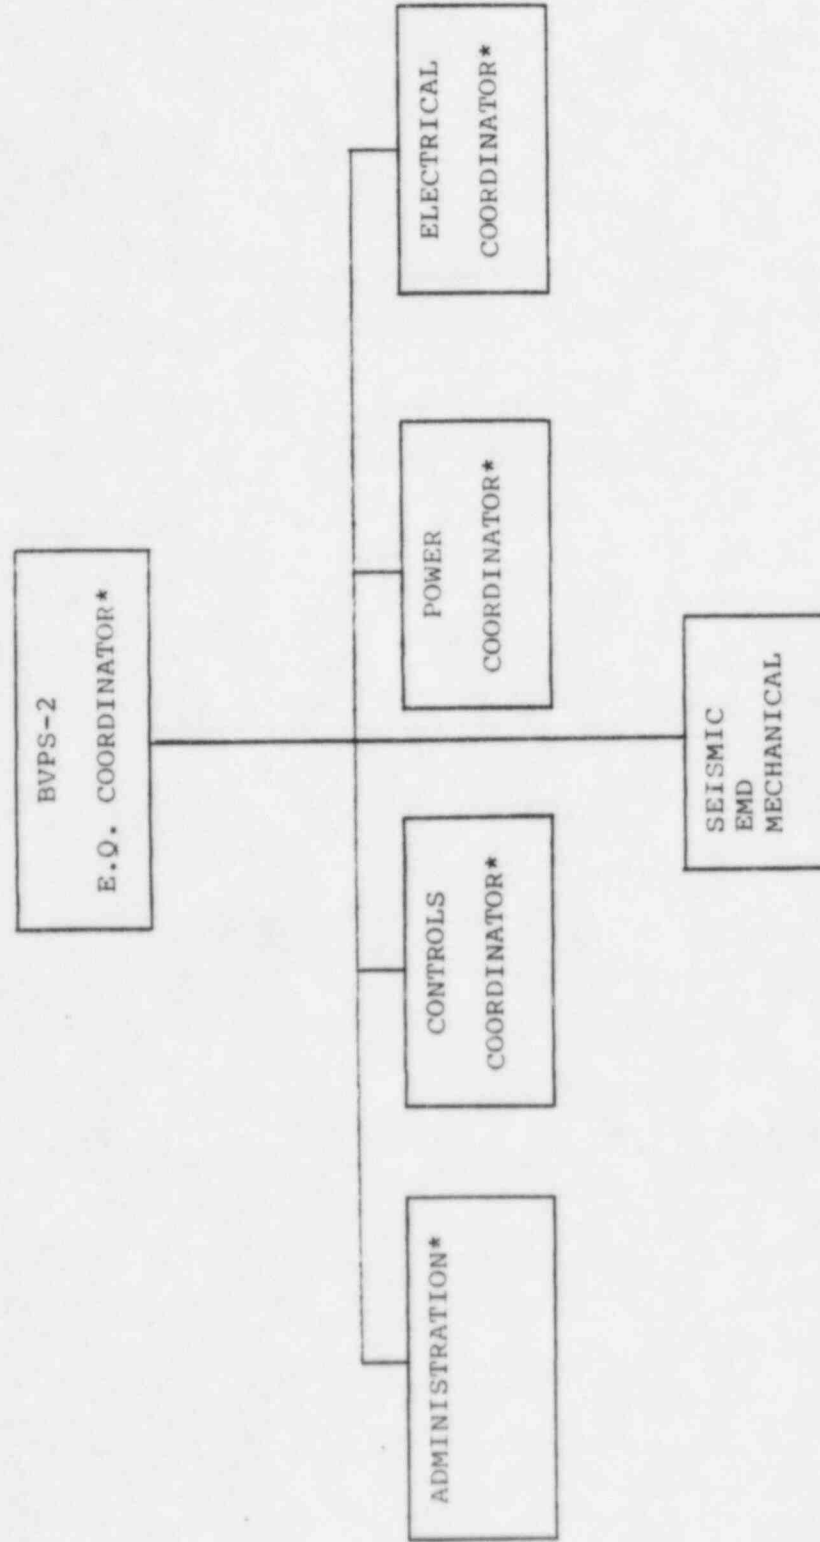 BVPS-2
E.Q. COORDINATOR*
ADMINISTRATION*
CONTROLS
COORDINATOR*
POWER
COORDINATOR*
ELECTRICAL
COORDINATOR*
SEISMIC
EMD
MECHANICAL